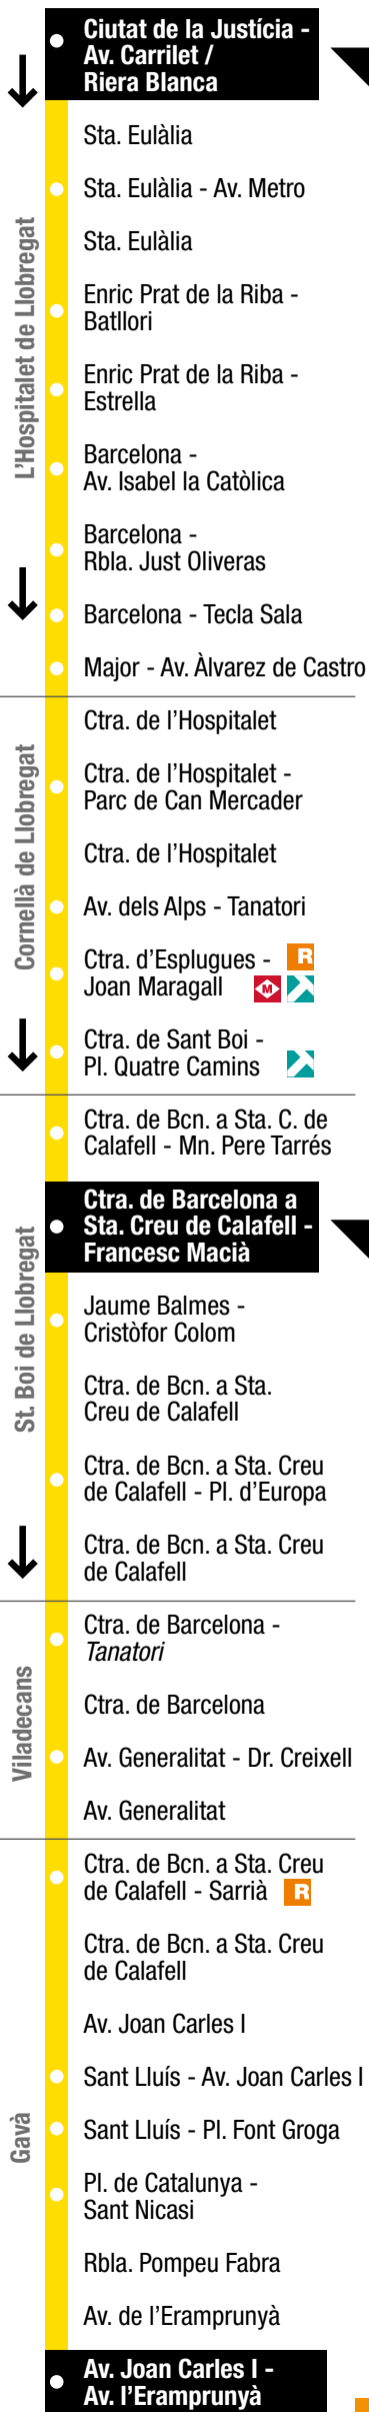 Ciutat de la Justícia -
Av. Carrilet /
Riera Blanca
L'Hospitalet de Llobregat
Sta. Eulàlia
Sta. Eulàlia - Av. Metro
Sta. Eulàlia
Enric Prat de la Riba -
Batllori
Enric Prat de la Riba -
Estrella
Barcelona -
Av. Isabel la Catòlica
Barcelona -
Rbla. Just Oliveras
Barcelona - Tecla Sala
Major - Av. Àlvarez de Castro
Cornellà de Llobregat
Ctra. de l'Hospitalet
Ctra. de l'Hospitalet -
Parc de Can Mercader
Ctra. de l'Hospitalet
Av. dels Alps - Tanatori
Ctra. d'Esplugues - R
Joan Maragall M
Ctra. de Sant Boi -
Pl. Quatre Camins
St. Boi de Llobregat
Ctra. de Bcn. a Sta. C. de
Calafell - Mn. Pere Tarrés
Ctra. de Barcelona a
Sta. Creu de Calafell -
Francesc Macià
Jaume Balmes -
Cristòfor Colom
Ctra. de Bcn. a Sta.
Creu de Calafell
Ctra. de Bcn. a Sta. Creu
de Calafell - Pl. d'Europa
Ctra. de Bcn. a Sta. Creu
de Calafell
Viladecans
Ctra. de Barcelona -
Tanatori
Ctra. de Barcelona
Av. Generalitat - Dr. Creixell
Av. Generalitat
Gavà
Ctra. de Bcn. a Sta. Creu
de Calafell - Sarrià R
Ctra. de Bcn. a Sta. Creu
de Calafell
Av. Joan Carles I
Sant Lluís - Av. Joan Carles I
Sant Lluís - Pl. Font Groga
Pl. de Catalunya -
Sant Nicasi
Rbla. Pompeu Fabra
Av. de l'Eramprunyà
Av. Joan Carles I -
Av. l'Eramprunyà